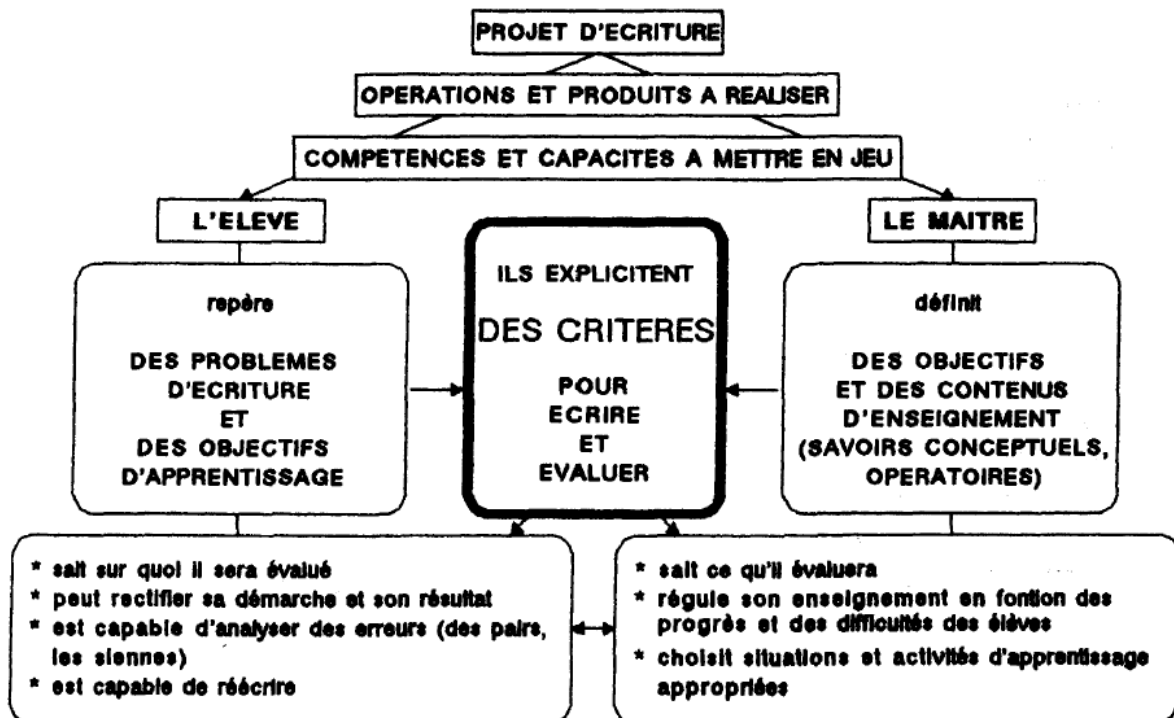 PROJET D'ECRITURE
OPERATIONS ET PRODUITS A REALISER
COMPETENCES ET CAPACITES A METTRE EN JEU
L'ELEVE
LE MAITRE
repère
DES PROBLEMES
D'ECRITURE
ET
DES OBJECTIFS
D'APPRENTISSAGE
ILS EXPLICITENT
DES CRITERES
POUR
ECRIRE
ET
EVALUER
définit
DES OBJECTIFS
ET DES CONTENUS
D'ENSEIGNEMENT
(SAVOIRS CONCEPTUELS,
OPERATOIRES)
* sait sur quoi il sera évalué
* peut rectifier sa démarche et son résultat
* est capable d'analyser des erreurs (des pairs,
les siennes)
* est capable de réécrire
* sait ce qu'il évaluera
* régule son enseignement en fontion des
progrès et des difficultés des élèves
* choisit situations et activités d'apprentissage
appropriées